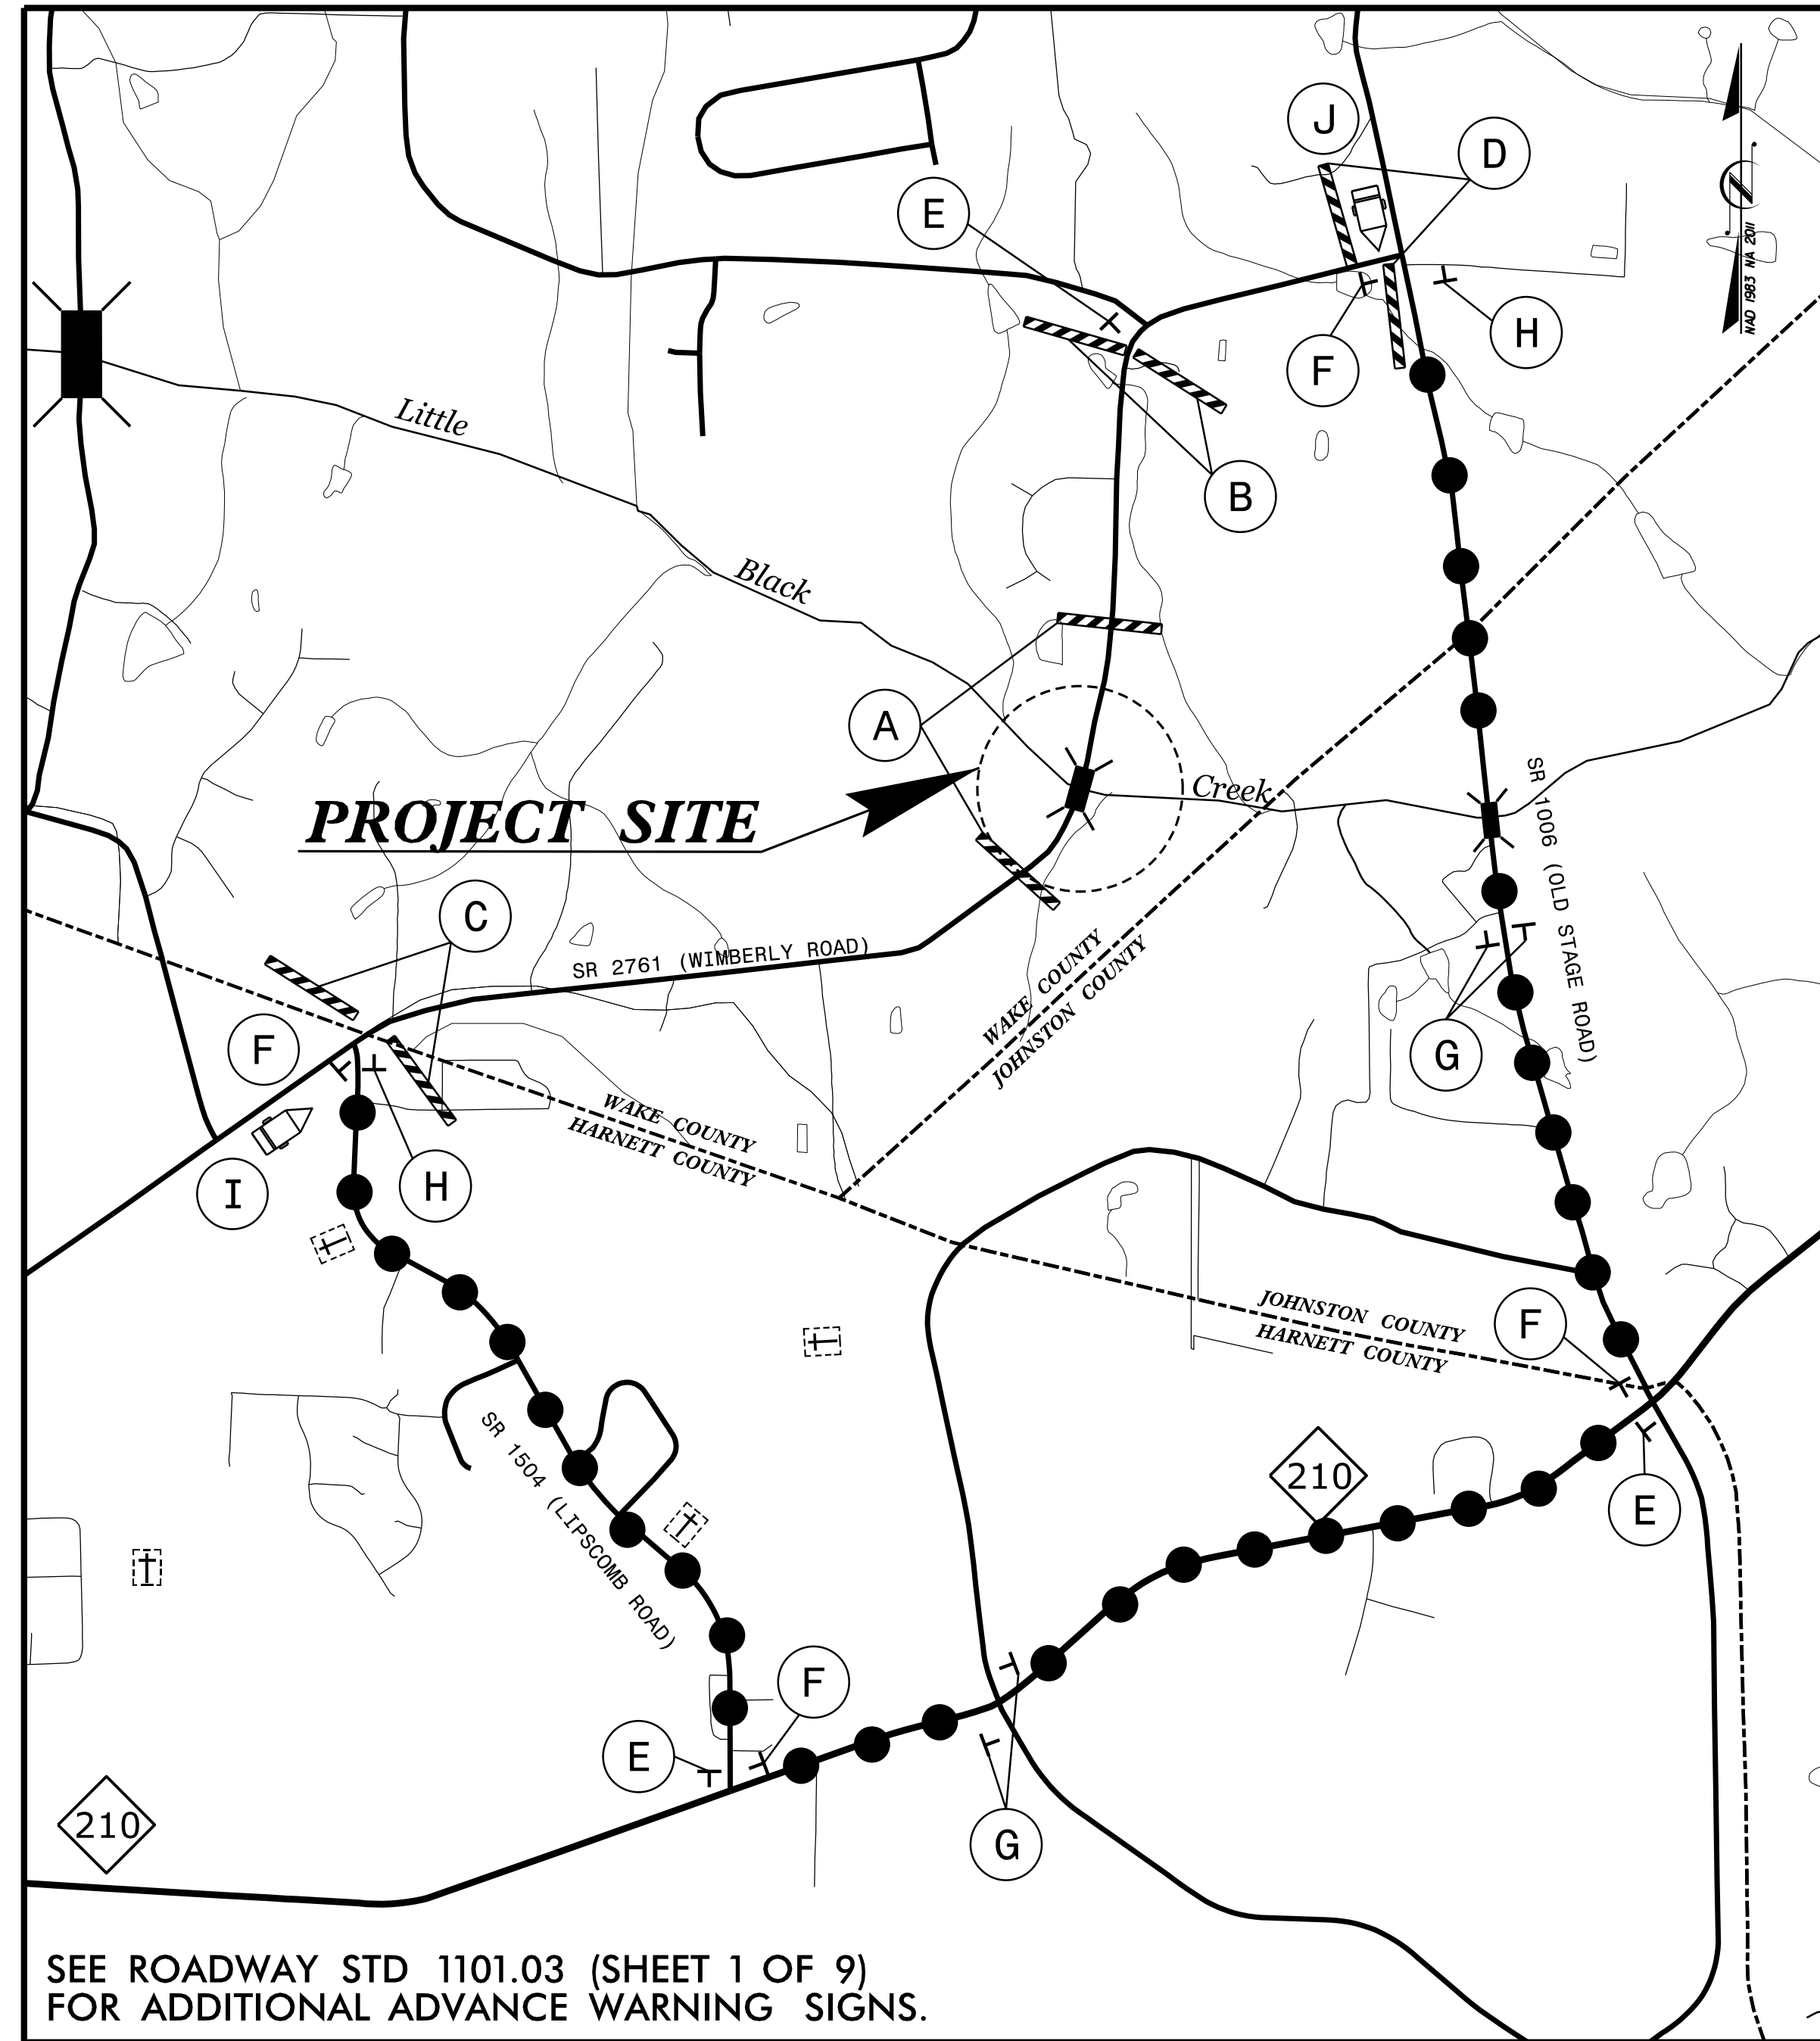 J
D
E
NAD 1983 NA 2011
F
H
Little
B
Black
A
Creek
PROJECT SITE
SR 1006 (OLD STAGE ROAD)
C
SR 2761 (WIMBERLY ROAD)
WAKE COUNTY
JOHNSTON COUNTY
F
G
WAKE COUNTY
HARNETT COUNTY
I
H
JOHNSTON COUNTY
HARNETT COUNTY
F
SR 1504 (LIPSCOMB ROAD)
210
E
F
E
G
210
SEE ROADWAY STD 1101.03 (SHEET 1 OF 9)
FOR ADDITIONAL ADVANCE WARNING SIGNS.